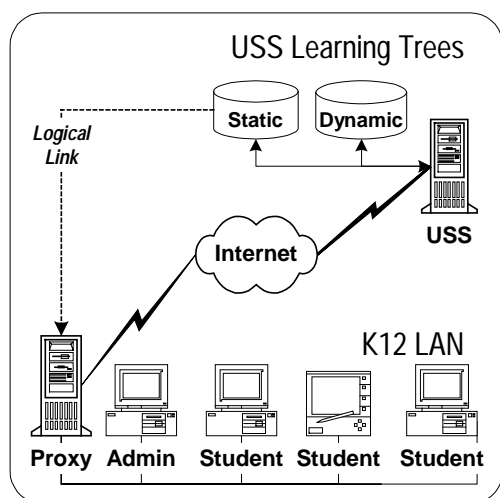 USS Learning Trees
Static
Dynamic
Logical
Link
USS
Internet
K12 LAN
Proxy
Admin
Student
Student
Student